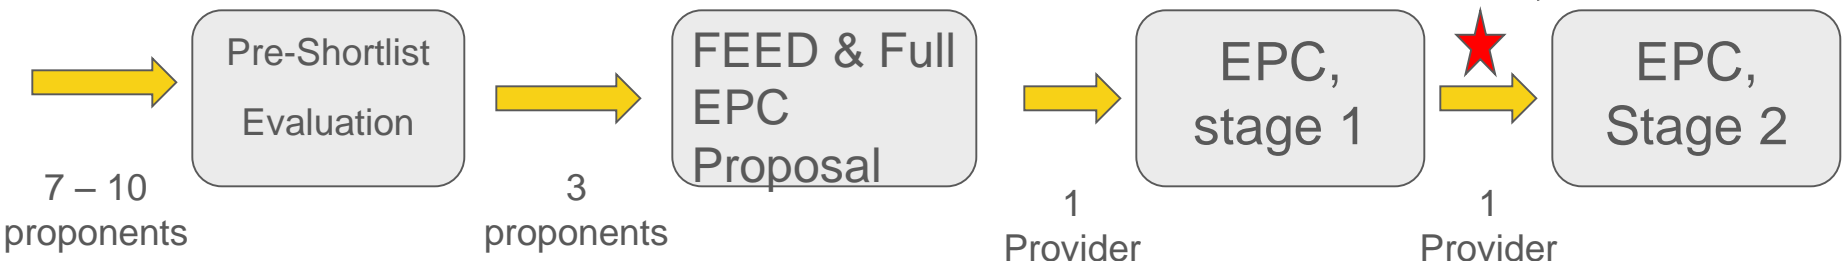 Pre-Shortlist
Evaluation
FEED & Full
EPC
Proposal
EPC,
stage 1
EPC,
Stage 2
7 – 10
proponents
3
proponents
1
Provider
1
Provider